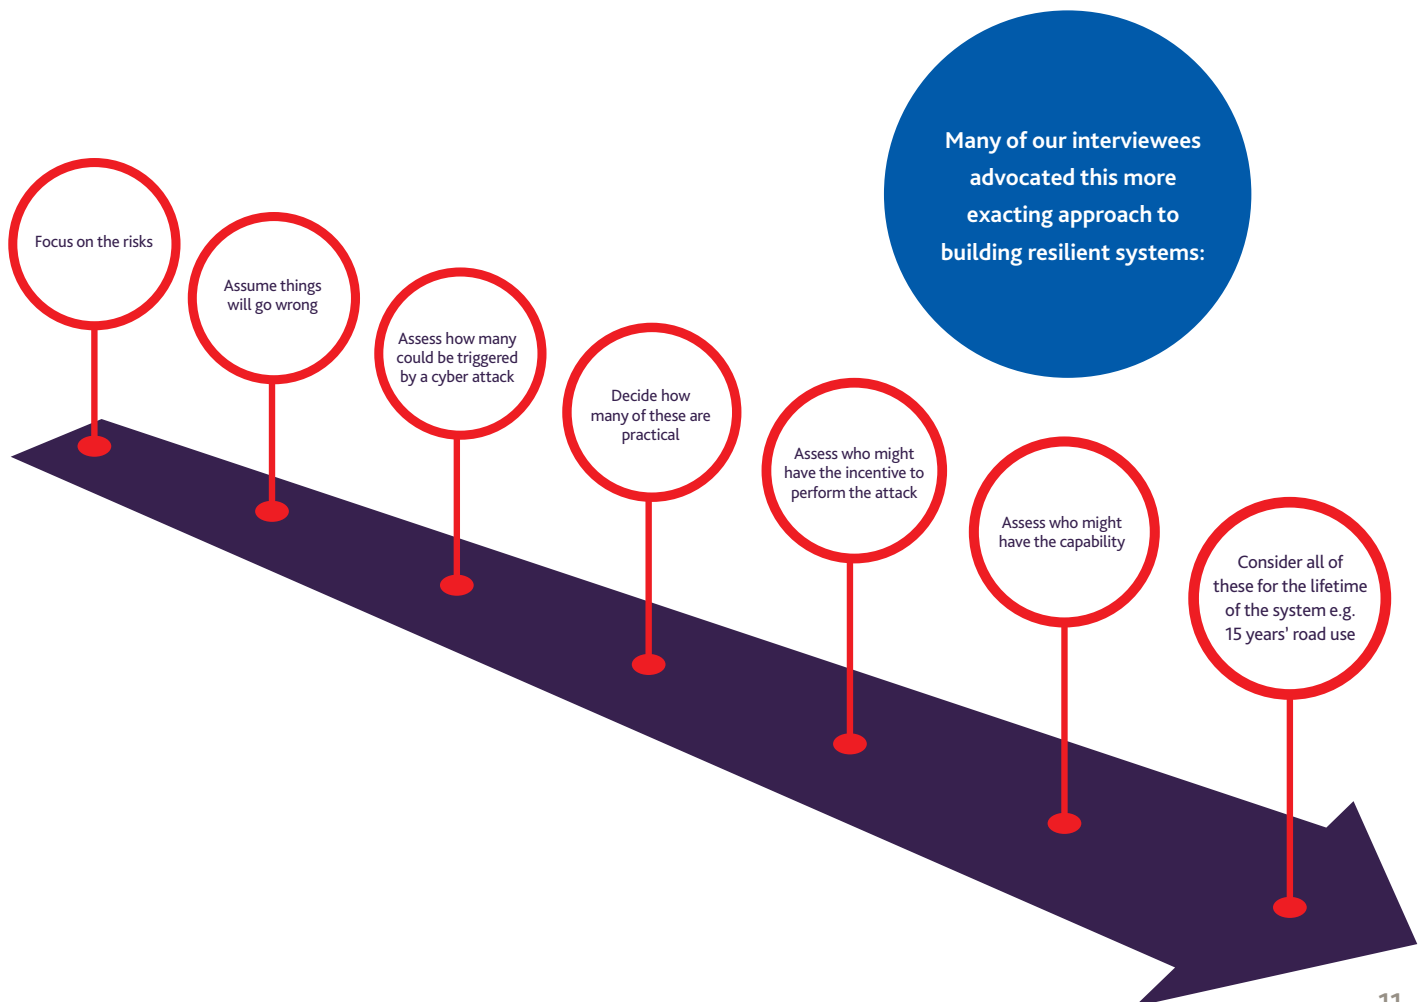 Many of our interviewees
advocated this more
exacting approach to
building resilient systems:
Focus on the risks
Assume things
will go wrong
Assess how many
could be triggered
by a cyber attack
Decide how
many of these are
practical
Assess who might
have the incentive to
perform the attack
Assess who might
have the capability
Consider all of
these for the lifetime
of the system e.g.
15 years' road use
11